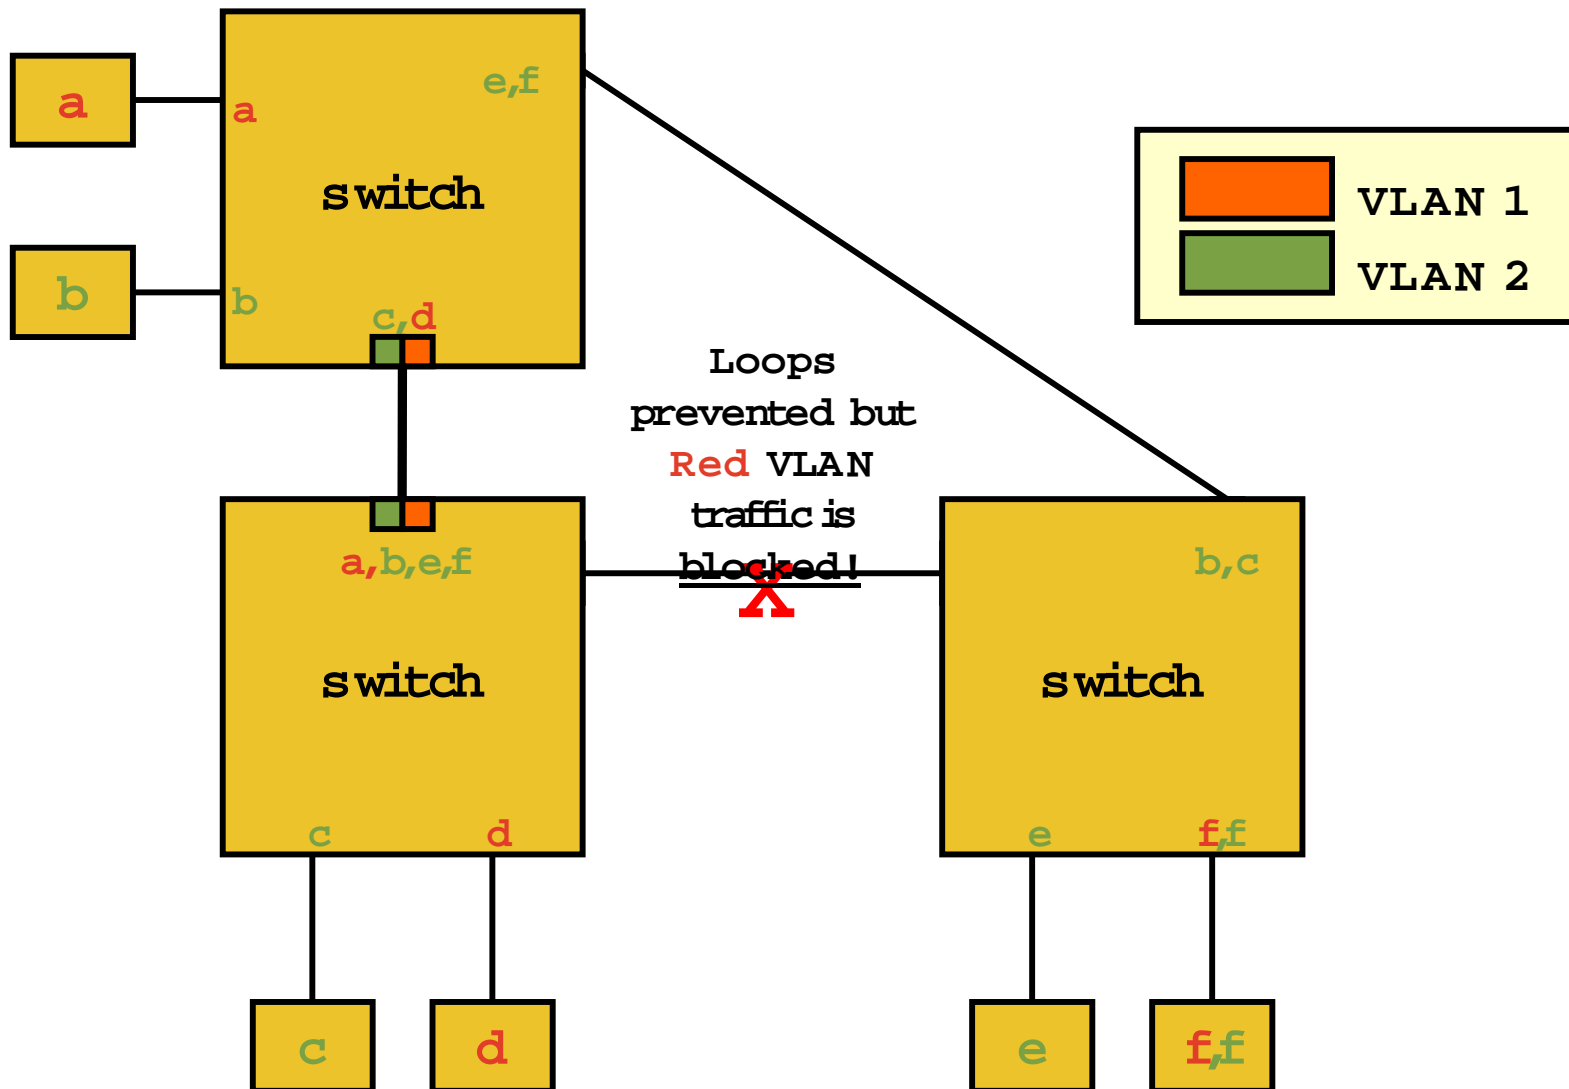 a
a
e,f
switch
b
b
c,d
VLAN 1
VLAN 2
Loops
prevented but
Red VLAN
traffic is
blocked!
X
a,b,e,f
switch
c
d
c
d
b,c
switch
e
f,f
e
f,f